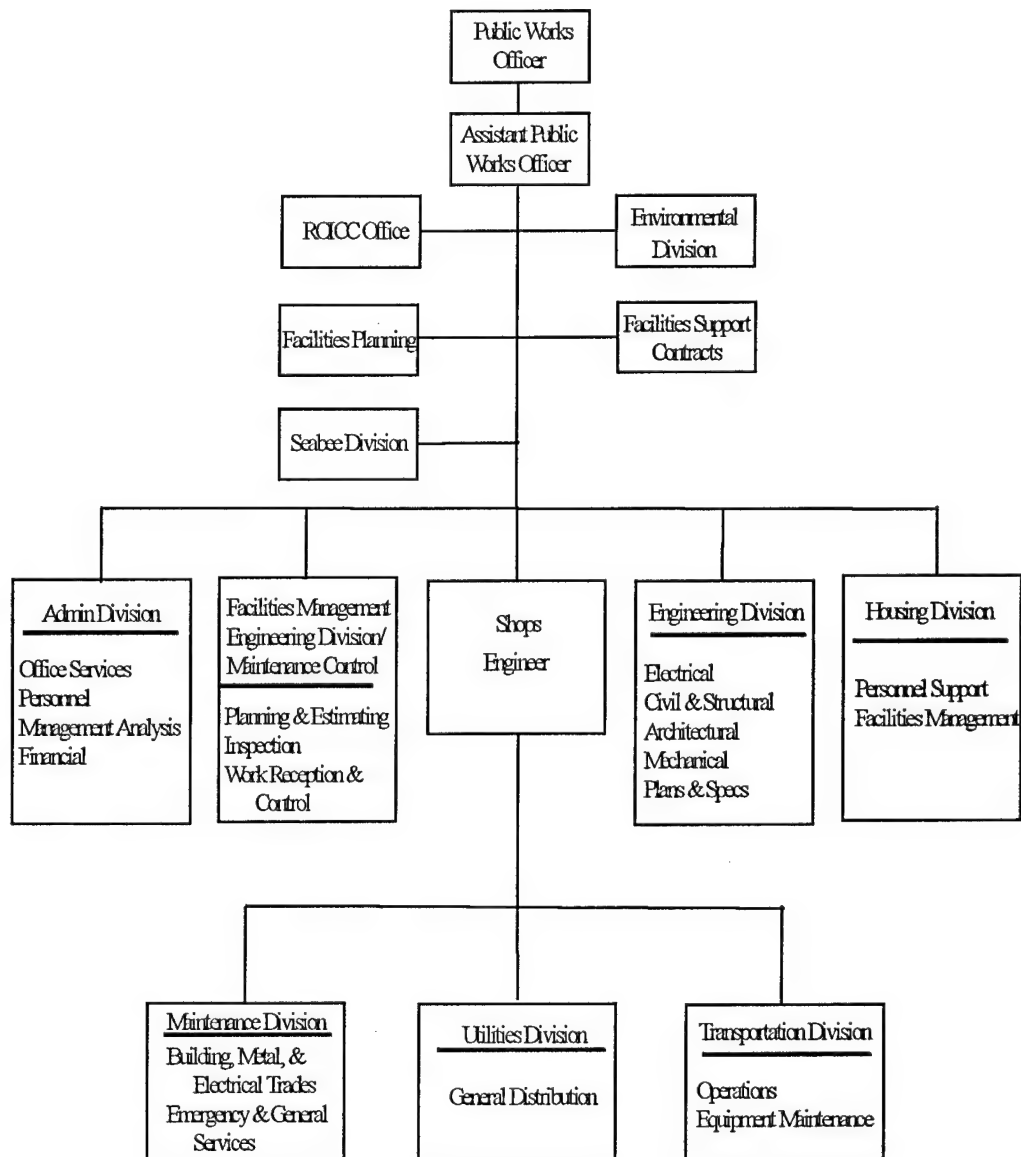 Public Works
Officer
Assistant Public
Works Officer
ROICC Office
Environmental
Division
Facilities Planning
Facilities Support
Contracts
Seabee Division
Admin Division
Office Services
Personnel
Management Analysis
Financial
Facilities Management
Engineering Division/
Maintenance Control
Planning & Estimating
Inspection
Work Reception &
Control
Shops
Engineer
Engineering Division
Electrical
Civil & Structural
Architectural
Mechanical
Plans & Specs
Housing Division
Personnel Support
Facilities Management
Maintenance Division
Building, Metal, &
Electrical Trades
Emergency & General
Services
Utilities Division
General Distribution
Transportation Division
Operations
Equipment Maintenance